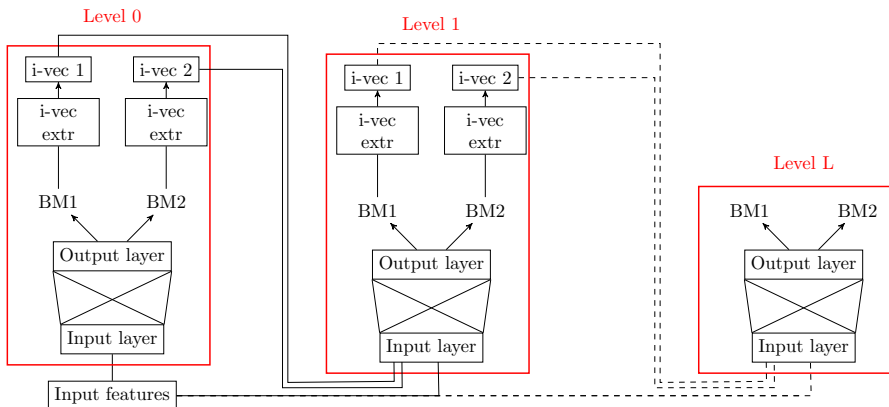 Level 0
i-vec 1
i-vec 2
i-vec
extr
i-vec
extr
BM1
BM2
Output layer
Input layer
Input features
Level 1
i-vec 1
i-vec 2
i-vec
extr
i-vec
extr
BM1
BM2
Output layer
Input layer
Level L
BM1
BM2
Output layer
Input layer